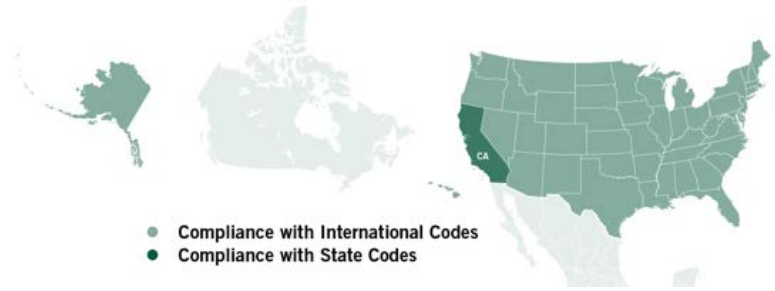 CA
Compliance with International Codes
Compliance with State Codes